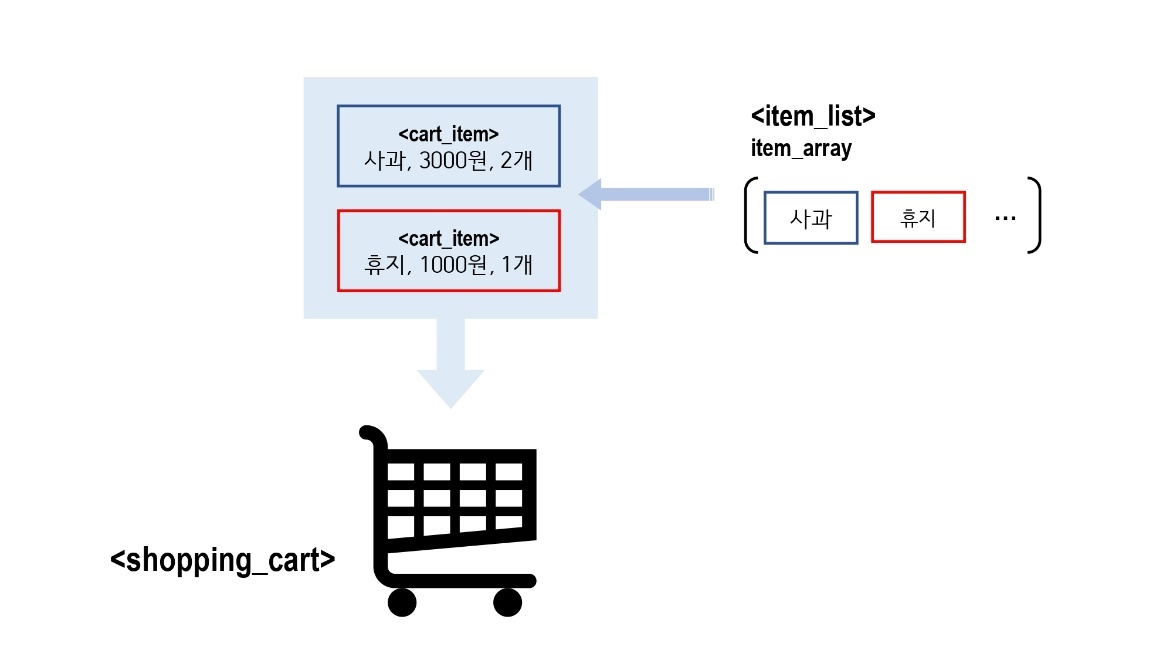 <cart_item>
사과, 3000원, 2개
<cart_item>
휴지, 1000원, 1개
<item_list>
item_array
사과
휴지
...
<shopping_cart>